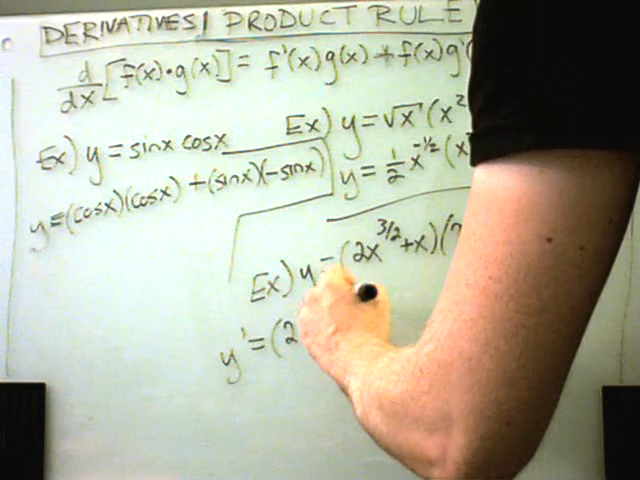 DERIVATIVES | PRODUCT RULE
d/dx [f(x)·g(x)] = f'(x)g(x) + f(x)g'(
Ex) y = sinx cosx
y = (cosx)(cosx) + (sinx)(-sinx)
Ex) y = √x (x²
y = 1/2 x^-1/2 (x
Ex) y = (2x^3/2 + x)(
y' = (2